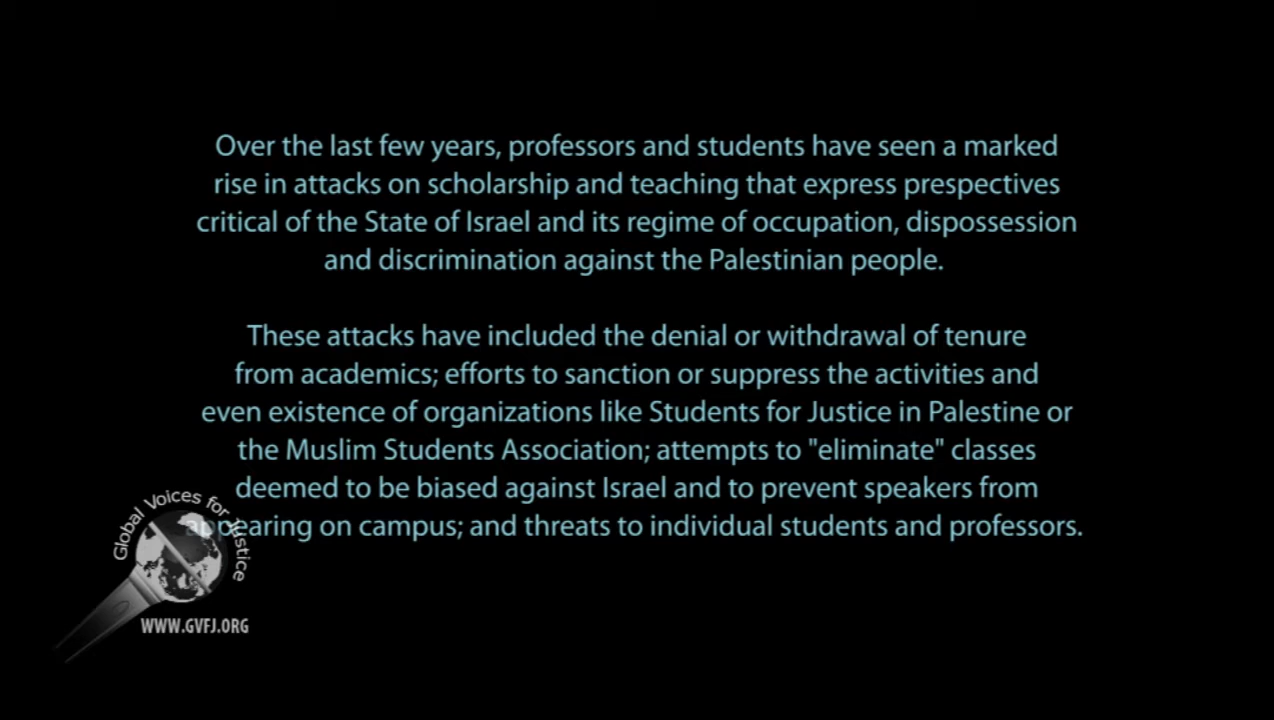 Over the last few years, professors and students have seen a marked
rise in attacks on scholarship and teaching that express prespectives
critical of the State of Israel and its regime of occupation, dispossession
and discrimination against the Palestinian people.
These attacks have included the denial or withdrawal of tenure
from academics; efforts to sanction or suppress the activities and
even existence of organizations like Students for Justice in Palestine or
the Muslim Students Association; attempts to "eliminate" classes
deemed to be biased against Israel and to prevent speakers from
appearing on campus; and threats to individual students and professors.
Global Voices for Justice
WWW.GVFJ.ORG